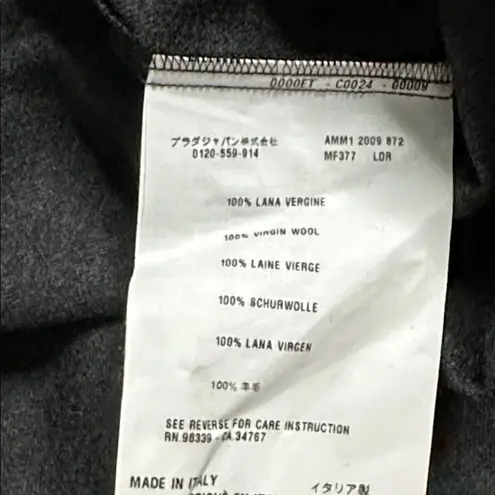 0000ET - C0024 - 00009
プラダジャパン株式会社
0120-559-914
AMM1 2009 872
MF377 LDR
100% LANA VERGINE
100% VIRGIN WOOL
100% LAINE VIERGE
100% SCHURWOLLE
100% LANA VIRGEN
100% 羊毛
SEE REVERSE FOR CARE INSTRUCTION
RN.98339 - CA.34767
MADE IN ITALY
イタリア製